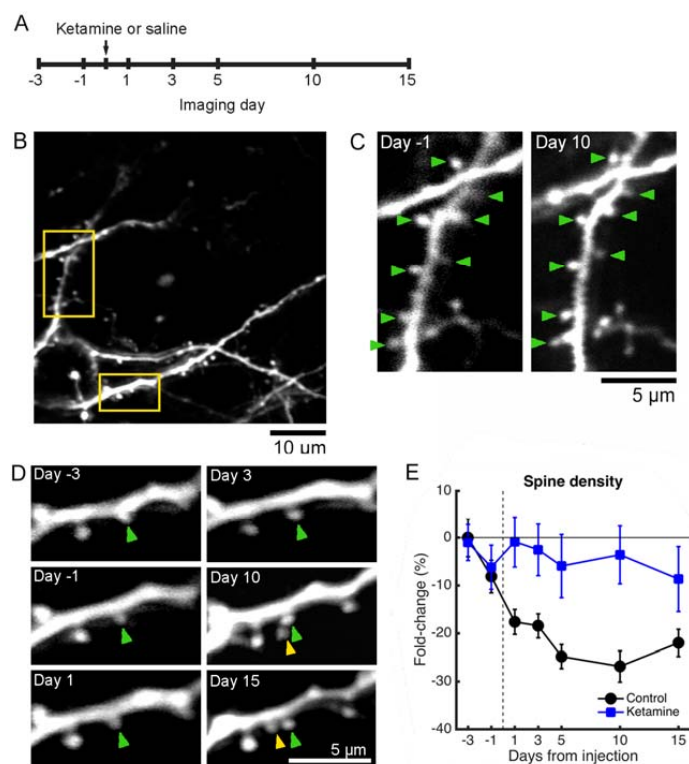 A
Ketamine or saline
-3 -1 1 3 5 10 15
Imaging day
B
10 um
C
Day -1
Day 10
5 μm
D
Day -3
Day 3
Day -1
Day 10
Day 1
Day 15
5 μm
E
Spine density
10
0
-10
-20
-30
-40
Fold-change (%)
Control
Ketamine
-3 -1 1 3 5 10 15
Days from injection